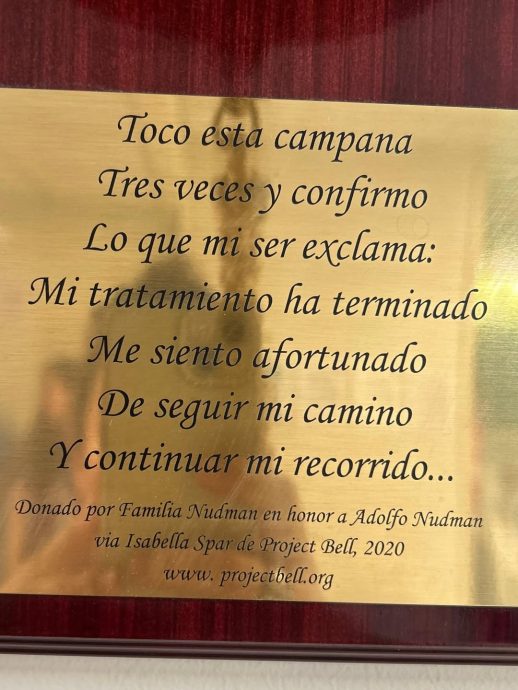 Toco esta campana
Tres veces y confirmo
Lo que mi ser exclama:
Mi tratamiento ha terminado
Me siento afortunado
De seguir mi camino
Y continuar mi recorrido...
Donado por Familia Nudman en honor a Adolfo Nudman
via Isabella Spar de Project Bell, 2020
www. projectbell.org